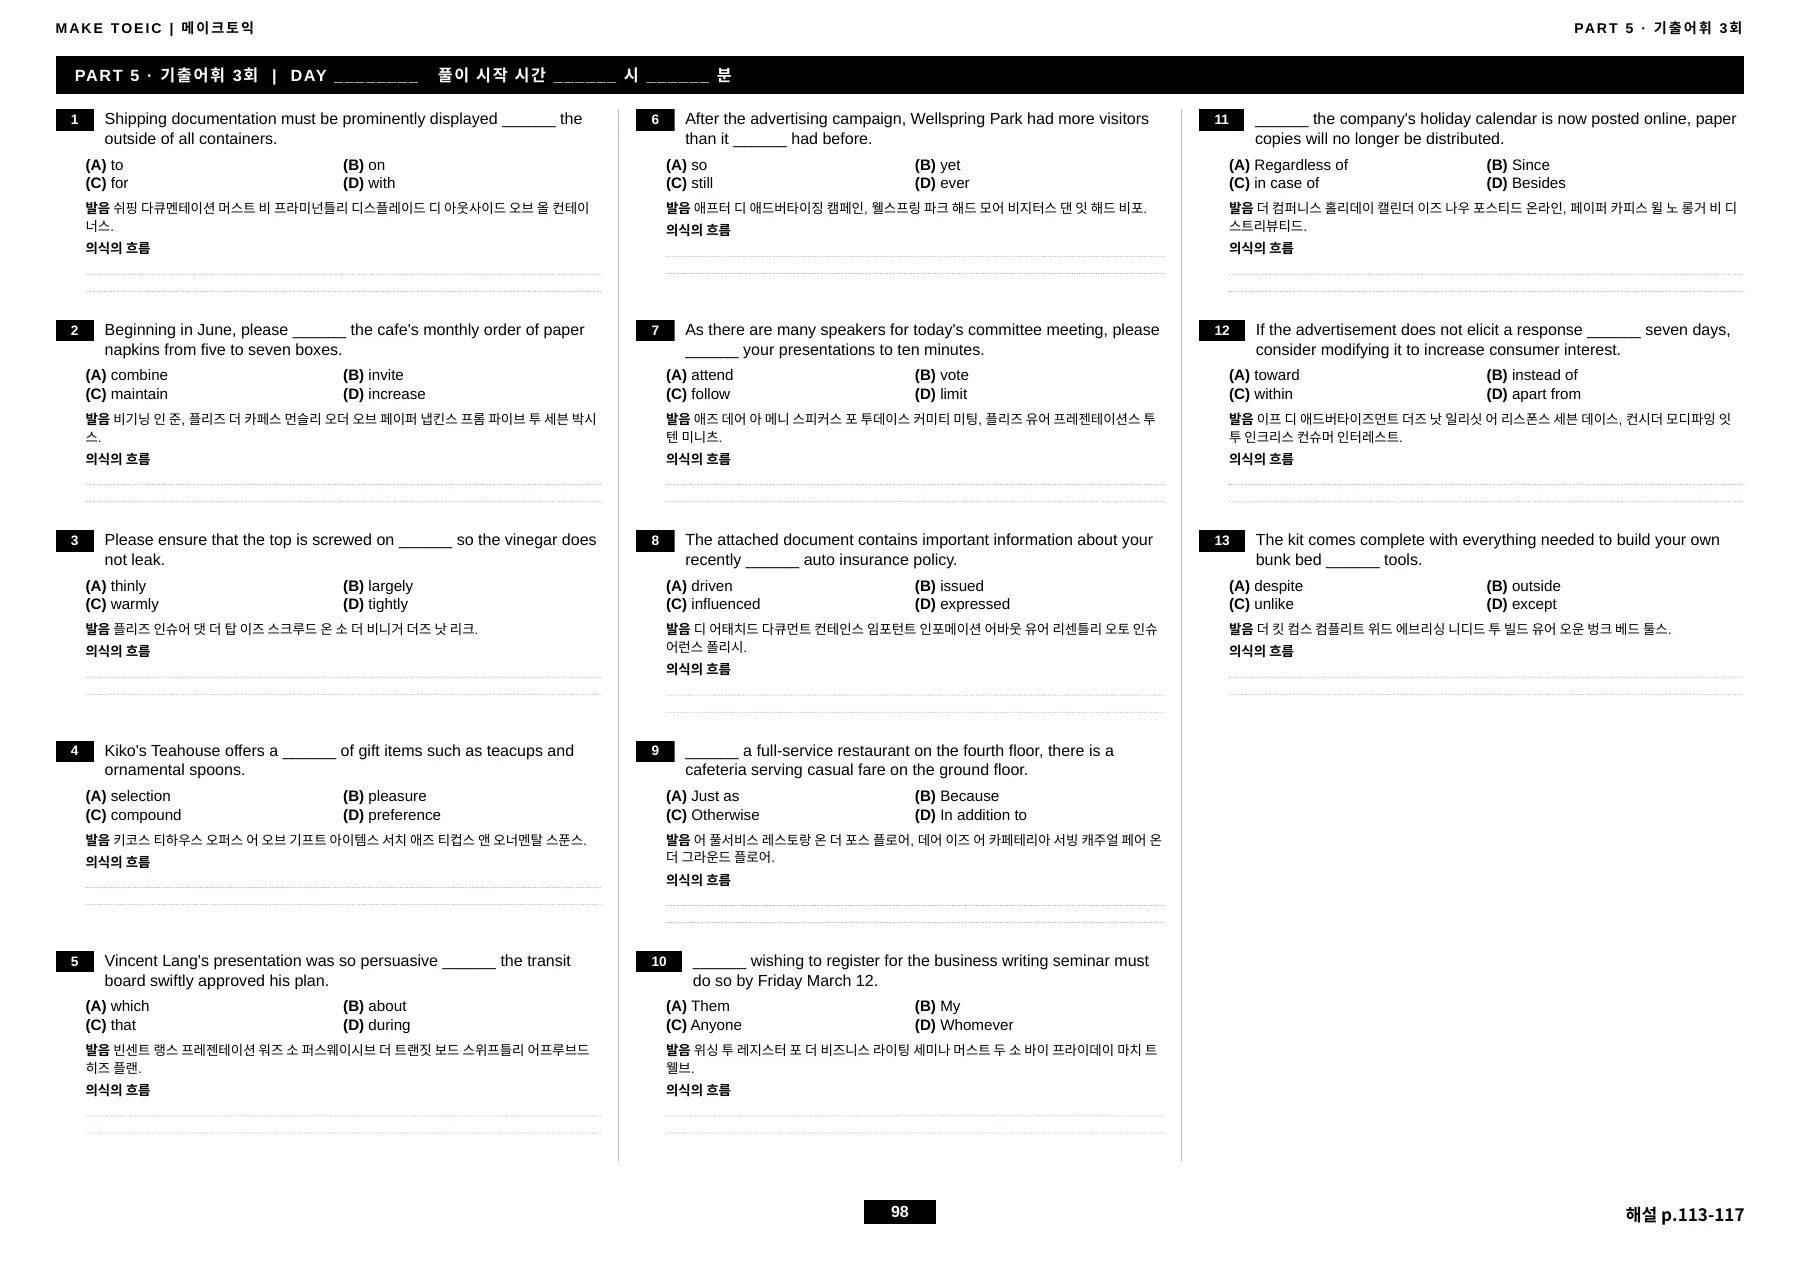 MAKE TOEIC | 메이크토익
PART 5 · 기출어휘 3회
PART 5 · 기출어휘 3회 | DAY ________ 풀이 시작 시간 ______ 시 ______ 분
1 Shipping documentation must be prominently displayed ______ the
outside of all containers.
(A) to (B) on
(C) for (D) with
발음 쉬핑 다큐멘테이션 머스트 비 프라미넌틀리 디스플레이드 디 아웃사이드 오브 올 컨테이
너스.
의식의 흐름
2 Beginning in June, please ______ the cafe's monthly order of paper
napkins from five to seven boxes.
(A) combine (B) invite
(C) maintain (D) increase
발음 비기닝 인 준, 플리즈 더 카페스 먼슬리 오더 오브 페이퍼 냅킨스 프롬 파이브 투 세븐 박시
스.
의식의 흐름
3 Please ensure that the top is screwed on ______ so the vinegar does
not leak.
(A) thinly (B) largely
(C) warmly (D) tightly
발음 플리즈 인슈어 댓 더 탑 이즈 스크루드 온 소 더 비니거 더즈 낫 리크.
의식의 흐름
4 Kiko's Teahouse offers a ______ of gift items such as teacups and
ornamental spoons.
(A) selection (B) pleasure
(C) compound (D) preference
발음 키코스 티하우스 오퍼스 어 오브 기프트 아이템스 서치 애즈 티컵스 앤 오너멘탈 스푼스.
의식의 흐름
5 Vincent Lang's presentation was so persuasive ______ the transit
board swiftly approved his plan.
(A) which (B) about
(C) that (D) during
발음 빈센트 랭스 프레젠테이션 워즈 소 퍼스웨이시브 더 트랜짓 보드 스위프틀리 어프루브드
히즈 플랜.
의식의 흐름
6 After the advertising campaign, Wellspring Park had more visitors
than it ______ had before.
(A) so (B) yet
(C) still (D) ever
발음 애프터 디 애드버타이징 캠페인, 웰스프링 파크 해드 모어 비지터스 댄 잇 해드 비포.
의식의 흐름
7 As there are many speakers for today's committee meeting, please
______ your presentations to ten minutes.
(A) attend (B) vote
(C) follow (D) limit
발음 애즈 데어 아 메니 스피커스 포 투데이스 커미티 미팅, 플리즈 유어 프레젠테이션스 투
텐 미니츠.
의식의 흐름
8 The attached document contains important information about your
recently ______ auto insurance policy.
(A) driven (B) issued
(C) influenced (D) expressed
발음 디 어태치드 다큐먼트 컨테인스 임포턴트 인포메이션 어바웃 유어 리센틀리 오토 인슈
어런스 폴리시.
의식의 흐름
9 ______ a full-service restaurant on the fourth floor, there is a
cafeteria serving casual fare on the ground floor.
(A) Just as (B) Because
(C) Otherwise (D) In addition to
발음 어 풀서비스 레스토랑 온 더 포스 플로어, 데어 이즈 어 카페테리아 서빙 캐주얼 페어 온
더 그라운드 플로어.
의식의 흐름
10 ______ wishing to register for the business writing seminar must
do so by Friday March 12.
(A) Them (B) My
(C) Anyone (D) Whomever
발음 위싱 투 레지스터 포 더 비즈니스 라이팅 세미나 머스트 두 소 바이 프라이데이 마치 트
웰브.
의식의 흐름
11 ______ the company's holiday calendar is now posted online, paper
copies will no longer be distributed.
(A) Regardless of (B) Since
(C) in case of (D) Besides
발음 더 컴퍼니스 홀리데이 캘린더 이즈 나우 포스티드 온라인, 페이퍼 카피스 윌 노 롱거 비 디
스트리뷰티드.
의식의 흐름
12 If the advertisement does not elicit a response ______ seven days,
consider modifying it to increase consumer interest.
(A) toward (B) instead of
(C) within (D) apart from
발음 이프 디 애드버타이즈먼트 더즈 낫 일리싯 어 리스폰스 세븐 데이스, 컨시더 모디파잉 잇
투 인크리스 컨슈머 인터레스트.
의식의 흐름
13 The kit comes complete with everything needed to build your own
bunk bed ______ tools.
(A) despite (B) outside
(C) unlike (D) except
발음 더 킷 컴스 컴플리트 위드 에브리싱 니디드 투 빌드 유어 오운 벙크 베드 툴스.
의식의 흐름
98
해설 p.113-117